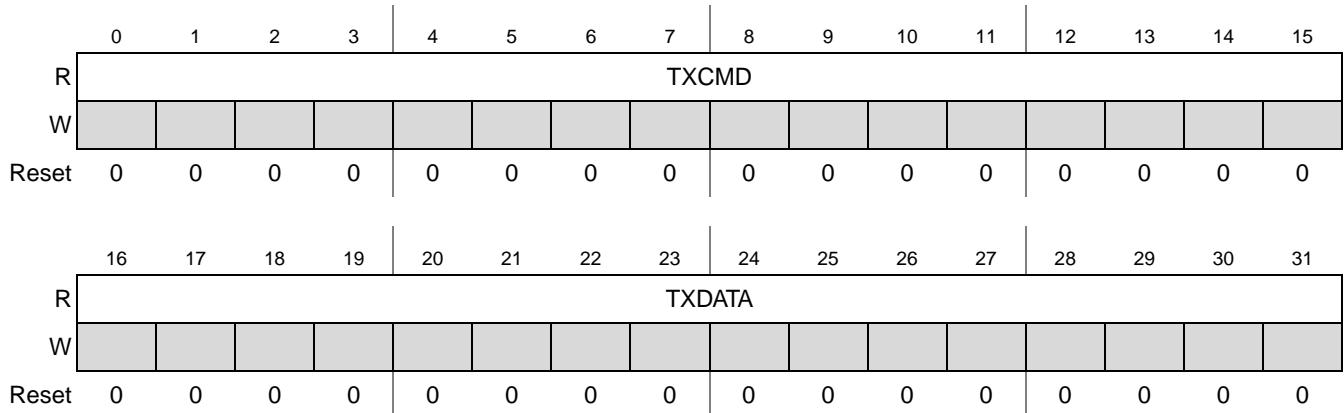 0 1 2 3 4 5 6 7 8 9 10 11 12 13 14 15
R TXCMD
W
Reset 0 0 0 0 0 0 0 0 0 0 0 0 0 0 0 0
16 17 18 19 20 21 22 23 24 25 26 27 28 29 30 31
R TXDATA
W
Reset 0 0 0 0 0 0 0 0 0 0 0 0 0 0 0 0